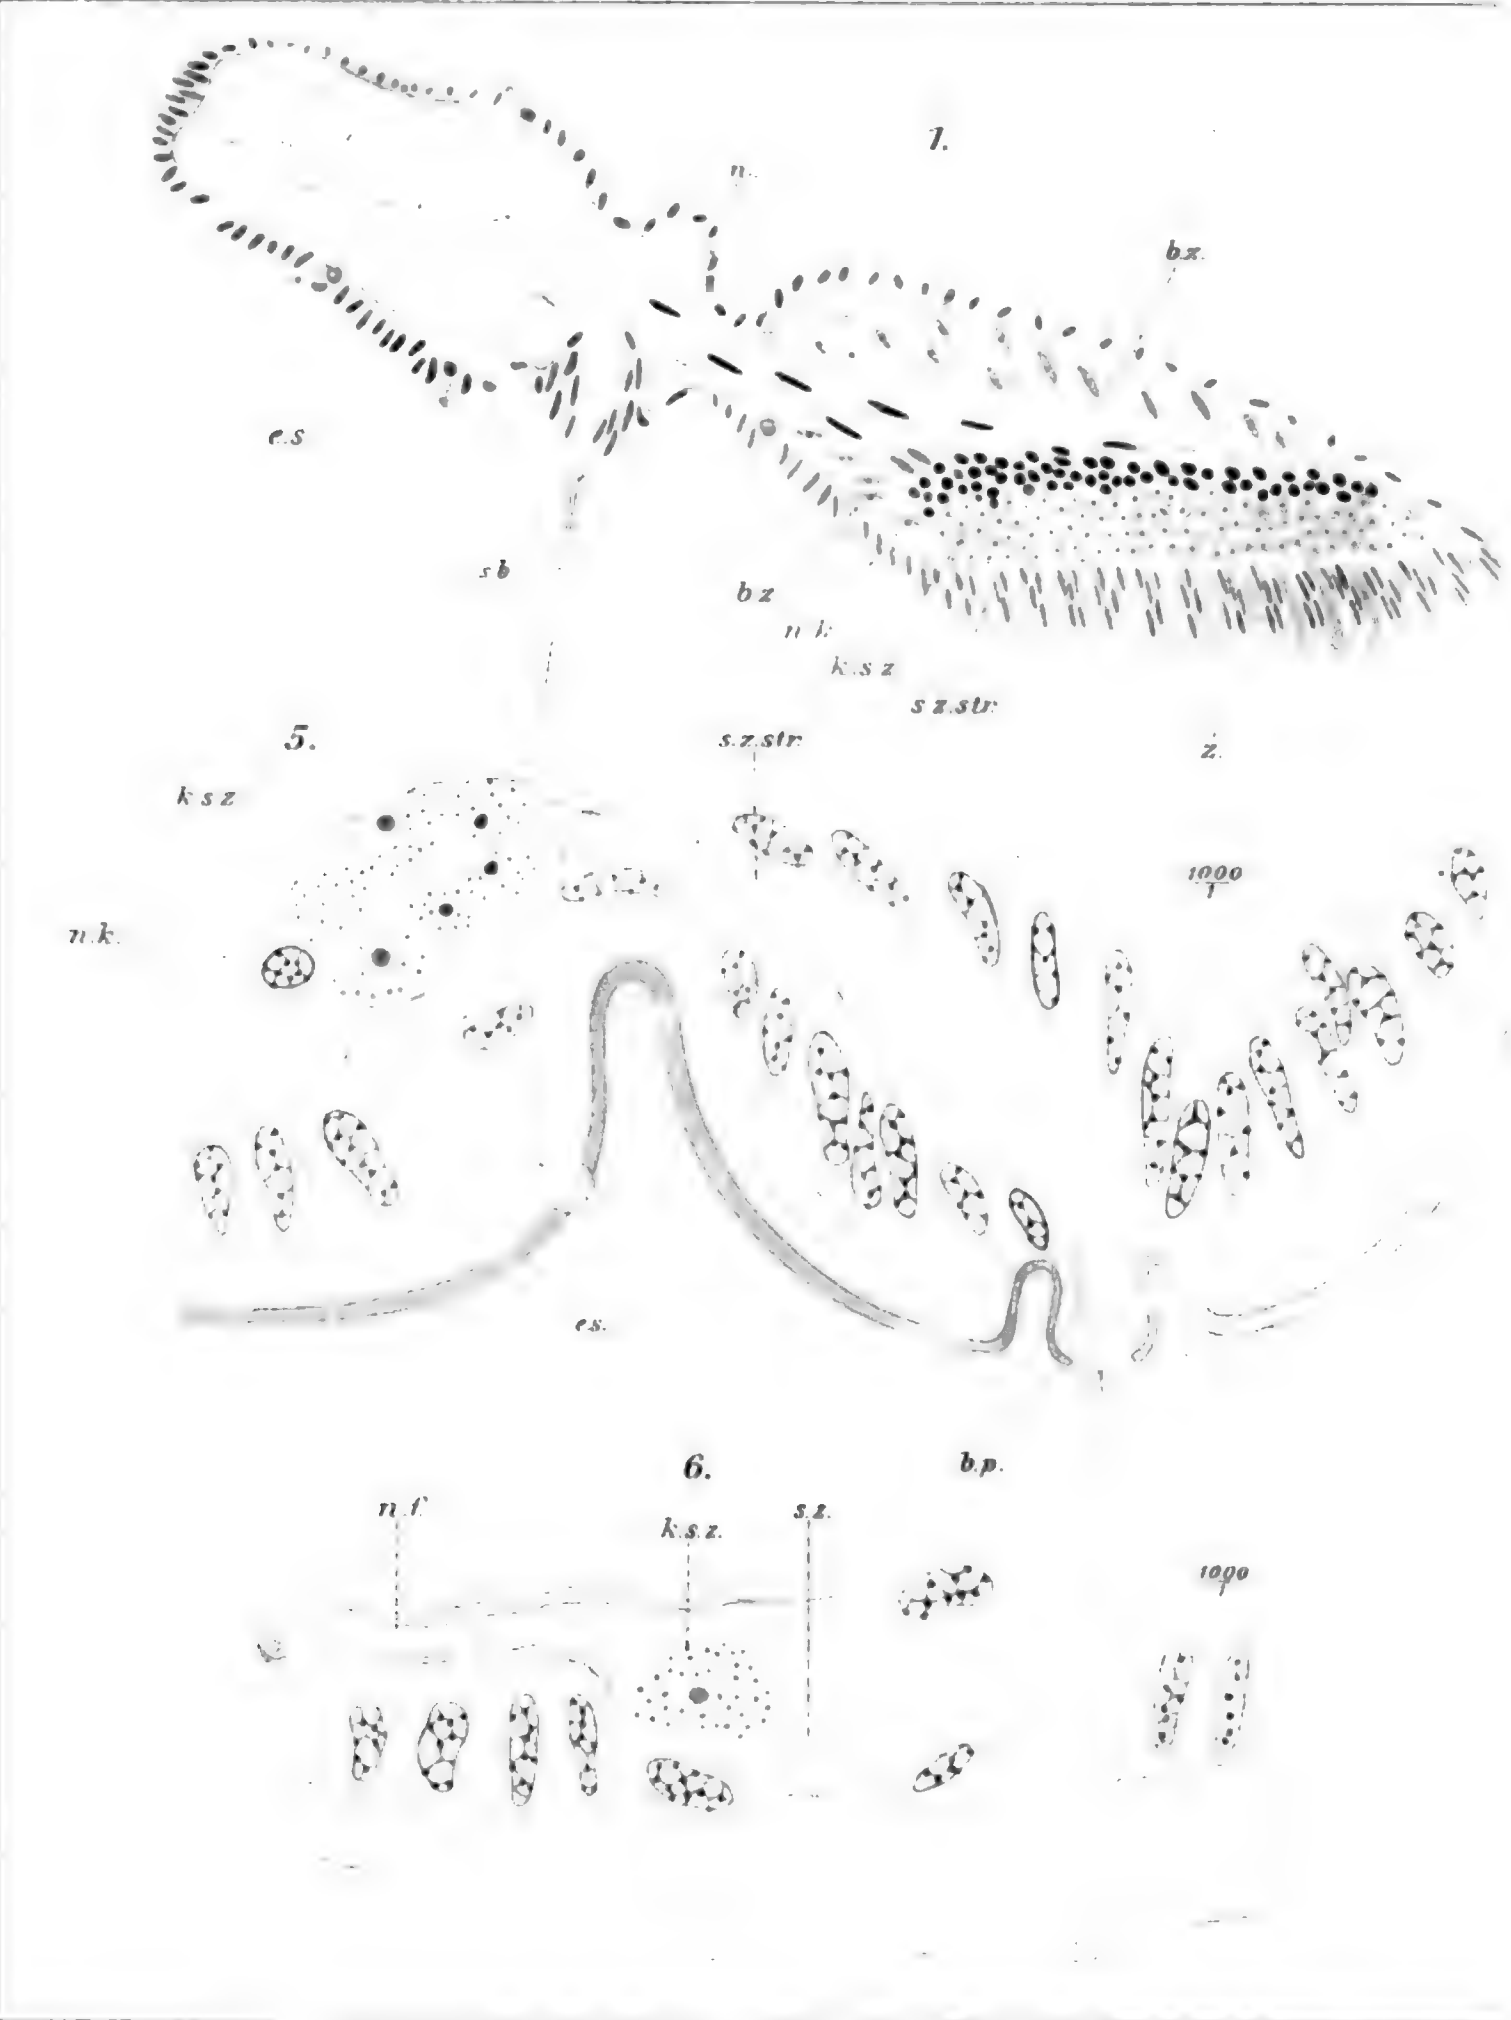 1.
n.
b.z.
e.s
s b
b z
n.k
k.s z
s z.str.
5.
s.z.str.
z.
k s z
1000
1
n.k.
e.s.
6.
b.p.
n.f.
s.z.
k.s.z.
1000
1